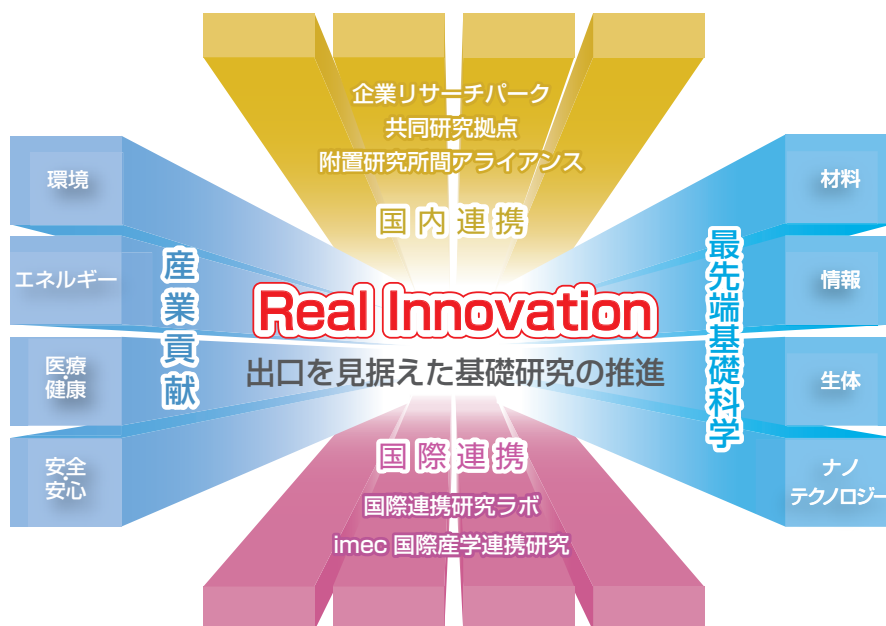 企業リサーチパーク
共同研究拠点
附置研究所間アライアンス
国内連携
環境
エネルギー
医療・
健康
安全・
安心
産業貢献
Real Innovation
出口を見据えた基礎研究の推進
最先端基礎科学
材料
情報
生体
ナノ
テクノロジー
国際連携
国際連携研究ラボ
imec 国際産学連携研究